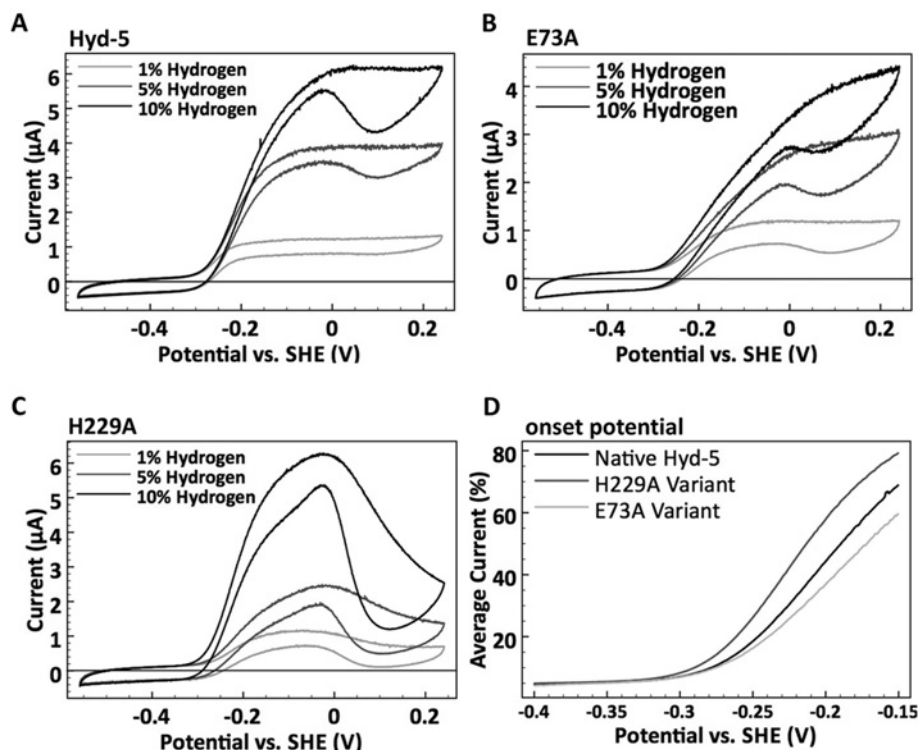 A
Hyd-5
1% Hydrogen
5% Hydrogen
10% Hydrogen
Current (µA)
6
5
4
3
2
1
0
-0.4
-0.2
0
0.2
Potential vs. SHE (V)
B
E73A
1% Hydrogen
5% Hydrogen
10% Hydrogen
Current (µA)
4
3
2
1
0
-0.4
-0.2
0
0.2
Potential vs. SHE (V)
C
H229A
1% Hydrogen
5% Hydrogen
10% Hydrogen
Current (µA)
6
5
4
3
2
1
0
-0.4
-0.2
0
0.2
Potential vs. SHE (V)
D
onset potential
Native Hyd-5
H229A Variant
E73A Variant
Average Current (%)
80
60
40
20
-0.4
-0.35
-0.3
-0.25
-0.2
-0.15
Potential vs. SHE (V)